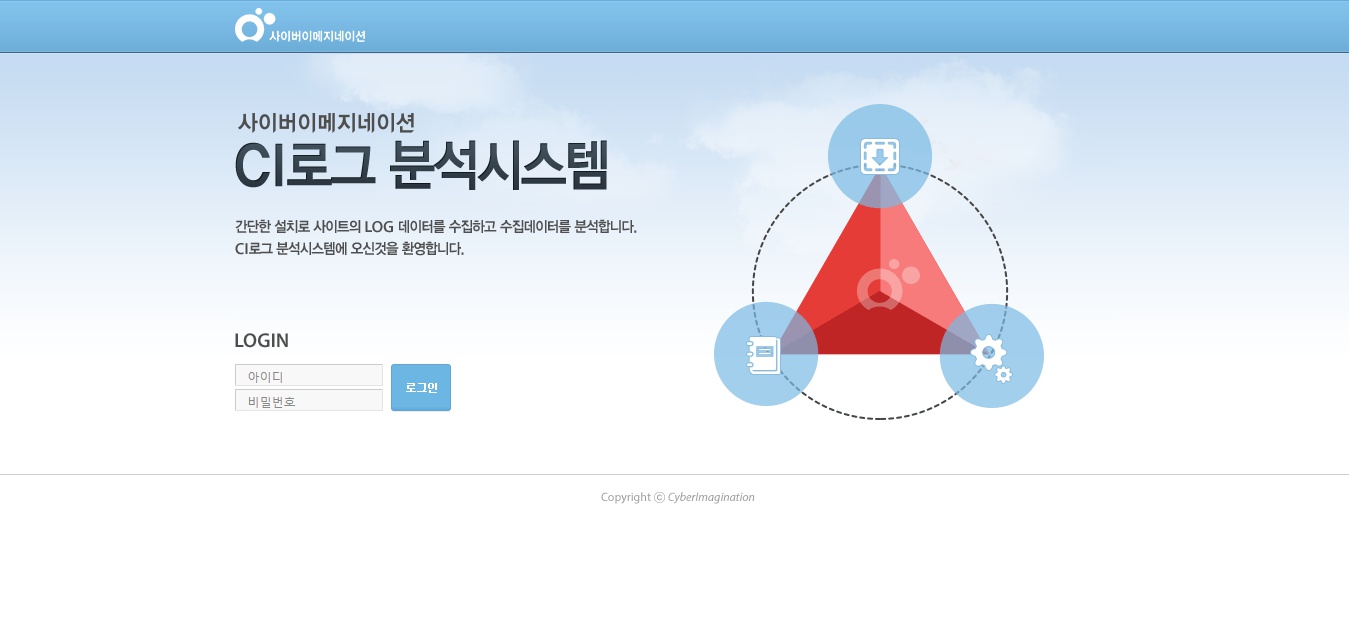 사이버이메지네이션
사이버이메지네이션
CI로그 분석시스템
간단한 설치로 사이트의 LOG 데이터를 수집하고 수집데이터를 분석합니다.
CI로그 분석시스템에 오신것을 환영합니다.
LOGIN
아이디
비밀번호
로그인
Copyright ⓒ CyberImagination